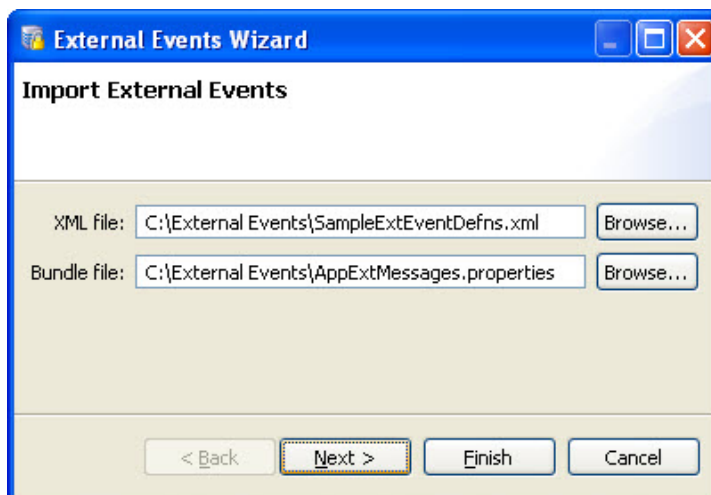 External Events Wizard
Import External Events
XML file: C:\External Events\SampleExtEventDefns.xml Browse...
Bundle file: C:\External Events\AppExtMessages.properties Browse...
< Back Next > Finish Cancel